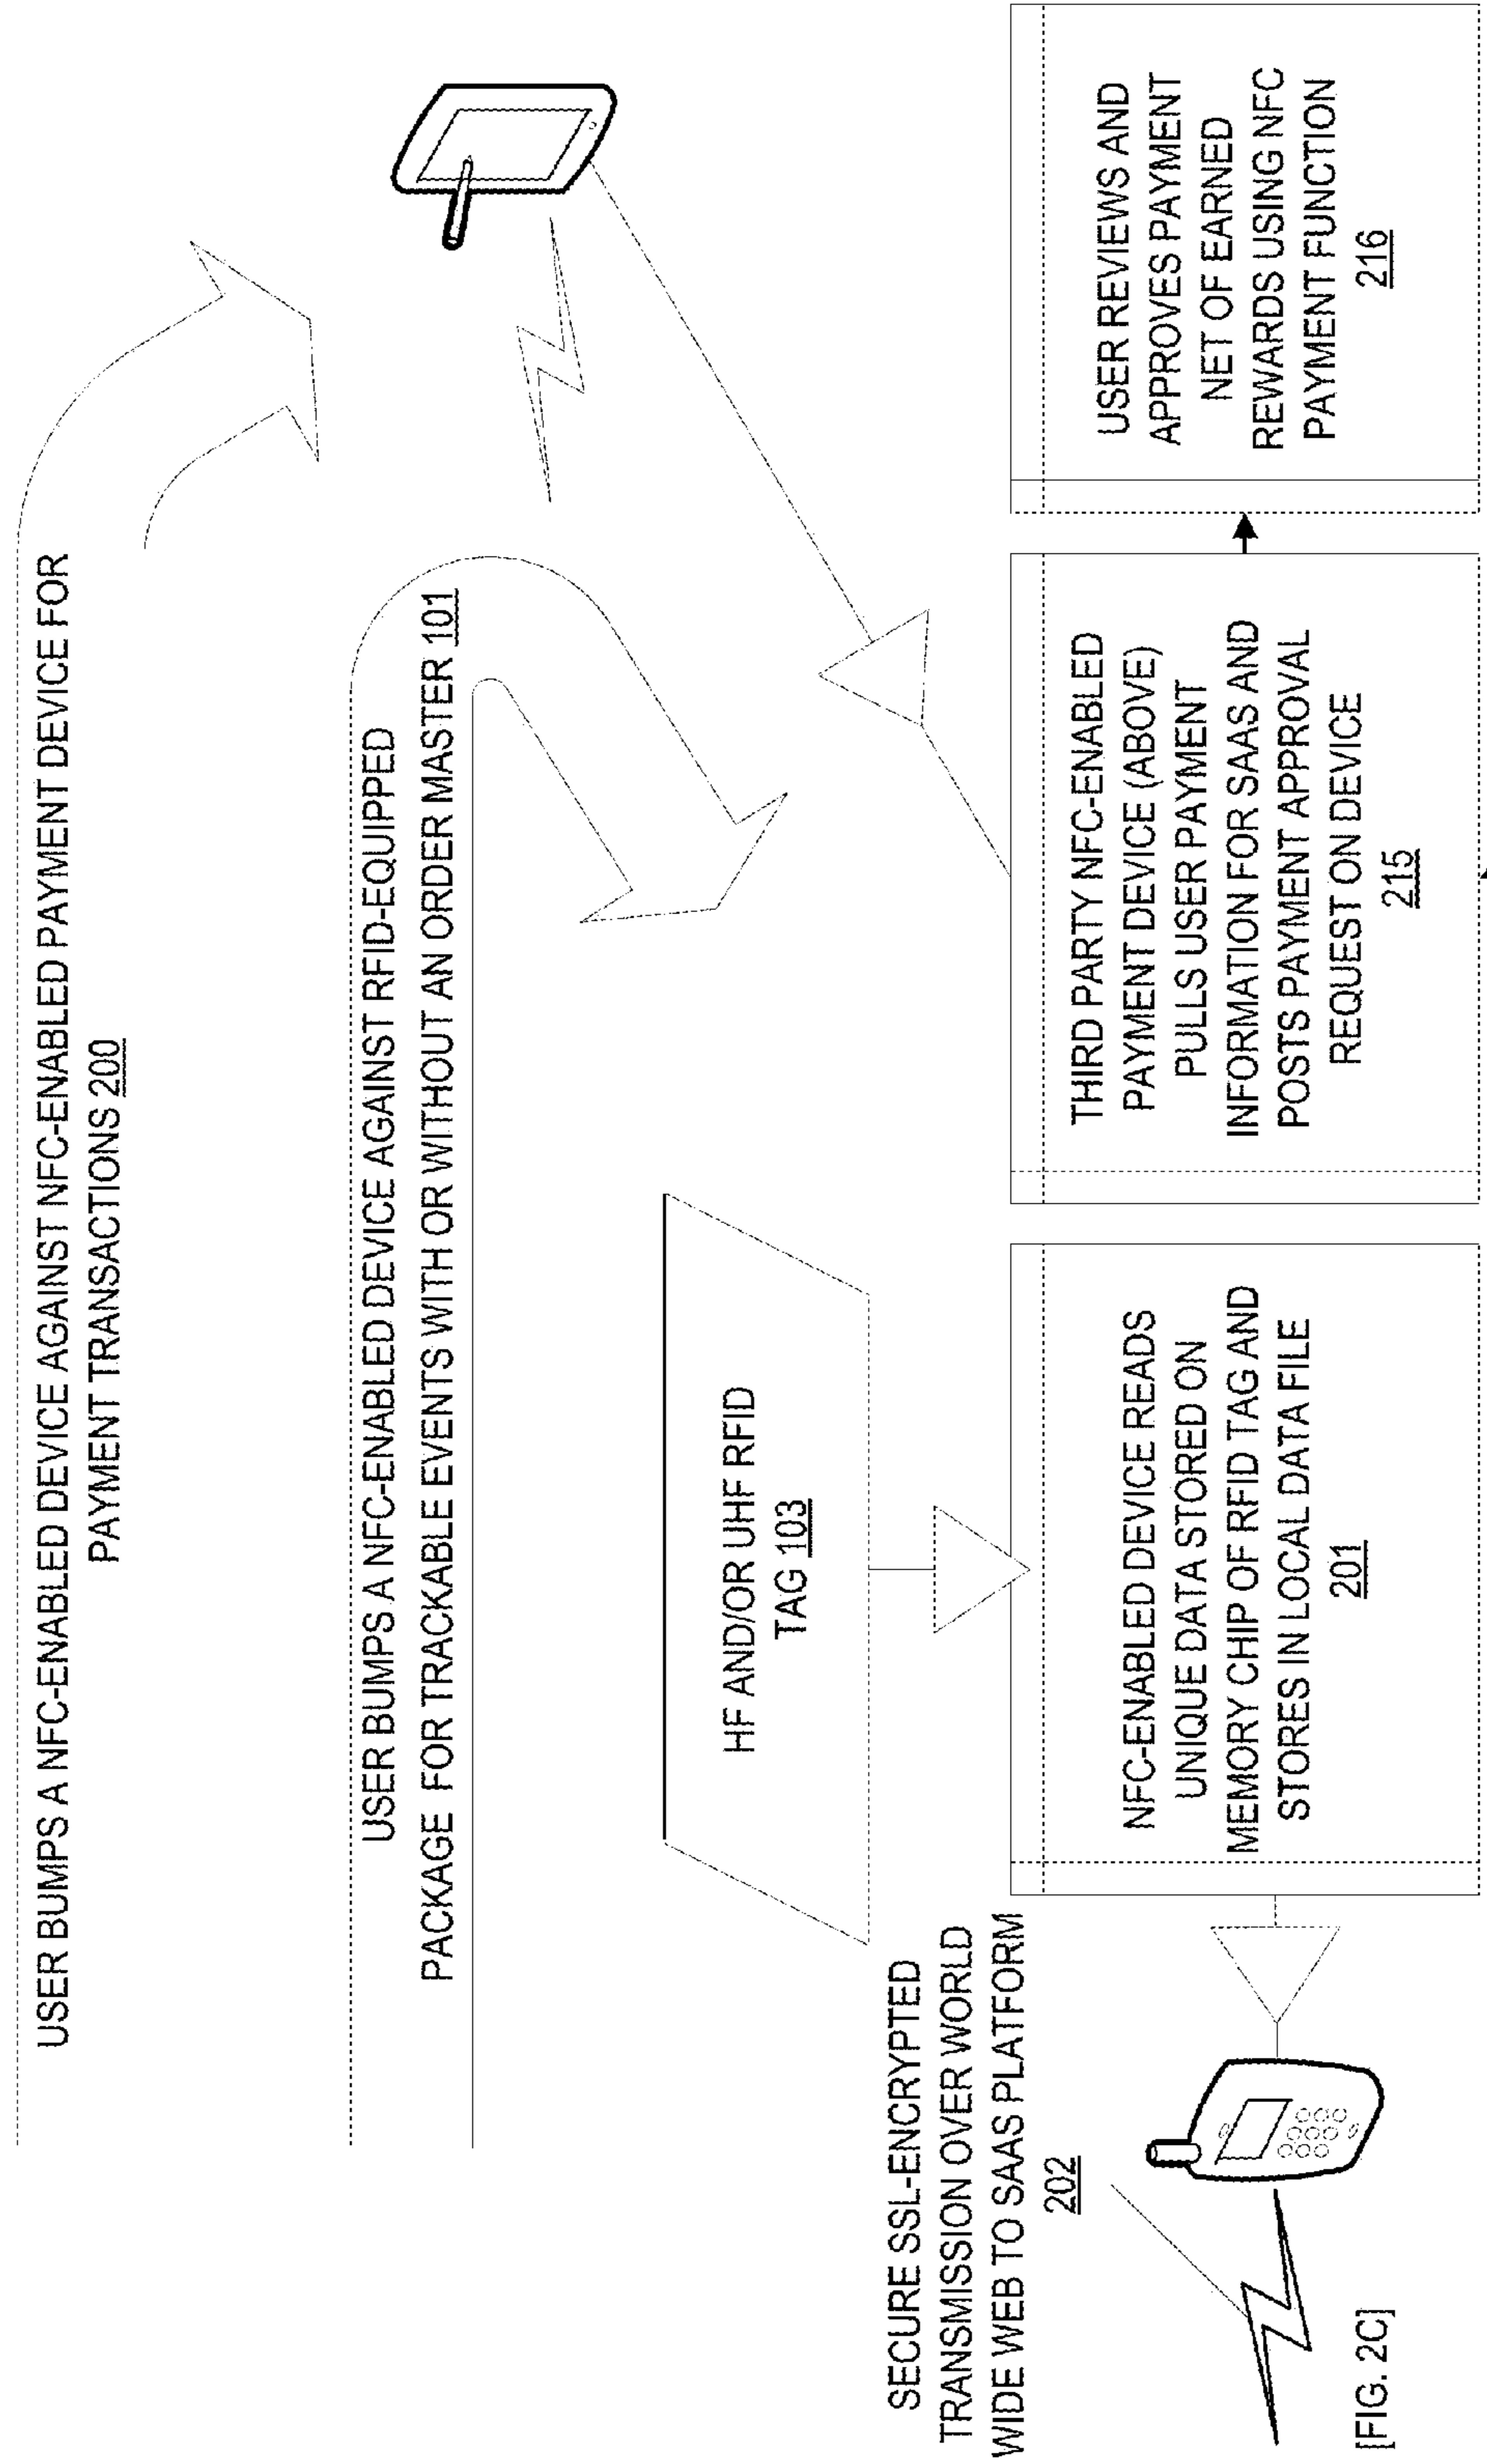 USER BUMPS A NFC-ENABLED DEVICE AGAINST NFC-ENABLED PAYMENT DEVICE FOR
PAYMENT TRANSACTIONS 200
USER BUMPS A NFC-ENABLED DEVICE AGAINST RFID-EQUIPPED
PACKAGE FOR TRACKABLE EVENTS WITH OR WITHOUT AN ORDER MASTER 101
HF AND/OR UHF RFID
TAG 103
SECURE SSL-ENCRYPTED
TRANSMISSION OVER WORLD
WIDE WEB TO SAAS PLATFORM
202
[FIG. 2C]
NFC-ENABLED DEVICE READS
UNIQUE DATA STORED ON
MEMORY CHIP OF RFID TAG AND
STORES IN LOCAL DATA FILE
201
THIRD PARTY NFC-ENABLED
PAYMENT DEVICE (ABOVE)
PULLS USER PAYMENT
INFORMATION FOR SAAS AND
POSTS PAYMENT APPROVAL
REQUEST ON DEVICE
215
USER REVIEWS AND
APPROVES PAYMENT
NET OF EARNED
REWARDS USING NFC
PAYMENT FUNCTION
216